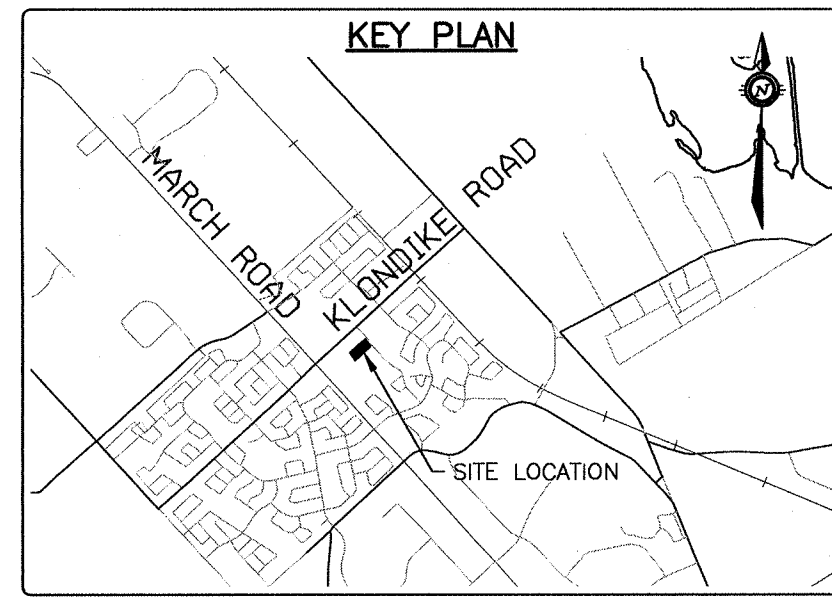 KEY PLAN
N
MARCH ROAD
KLONDIKE ROAD
SITE LOCATION